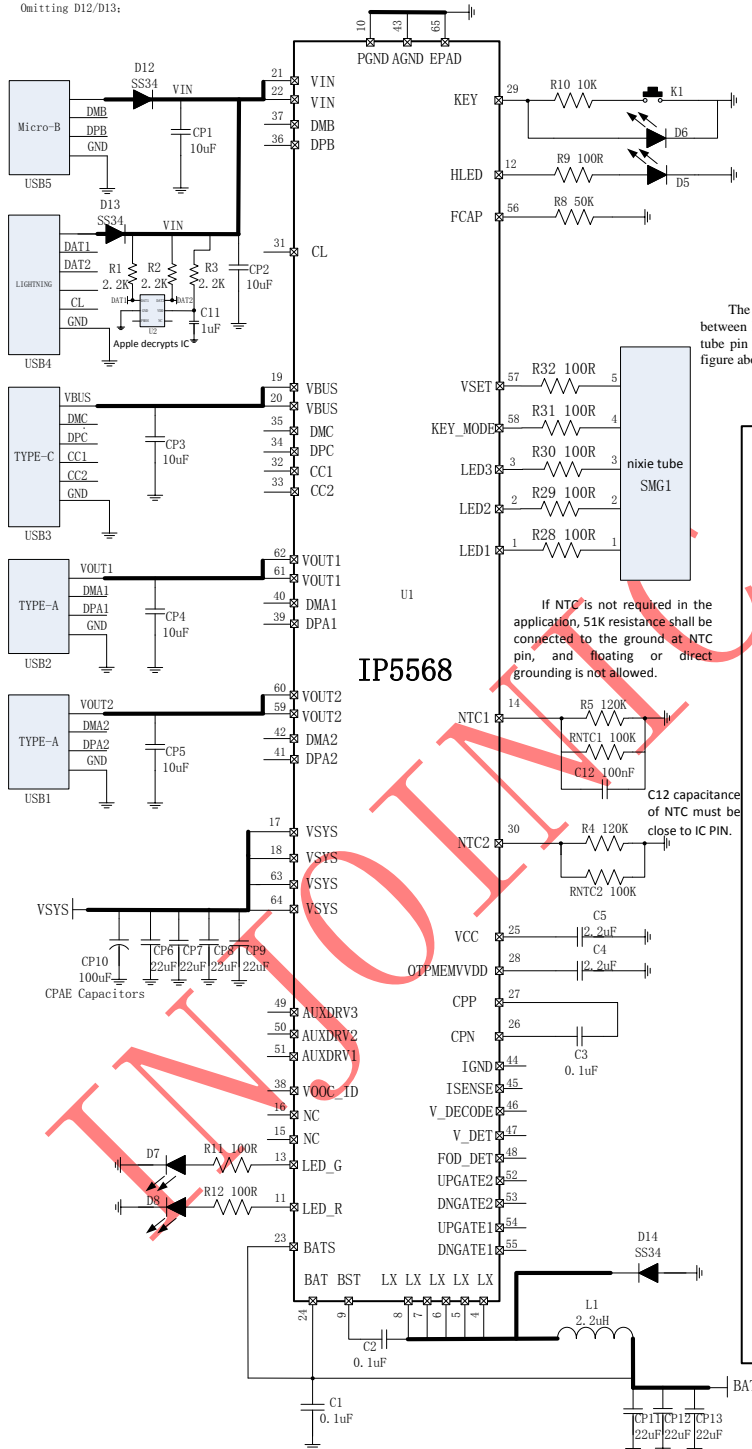 Omitting D12/D13;
10
43
65
PGND AGND EPAD
Micro-B
DMB
DPB
GND
USB5
D12
SS34
VIN
CP1
10uF
21
VIN
22
VIN
37
DMB
36
DPB
31
CL
LIGHTNING
DAT1
DAT2
CL
GND
USB4
D13
SS34
VIN
R1
2.2K
R2
2.2K
R3
2.2K
CP2
10uF
DAT1
DAT2
U2
C11
1uF
Apple decrypts IC
TYPE-C
VBUS
DMC
DPC
CC1
CC2
GND
USB3
CP3
10uF
19
VBUS
20
VBUS
35
DMC
34
DPC
32
CC1
33
CC2
TYPE-A
VOUT1
DMA1
DPA1
GND
USB2
CP4
10uF
62
VOUT1
61
VOUT1
40
DMA1
39
DPA1
TYPE-A
VOUT2
DMA2
DPA2
GND
USB1
CP5
10uF
60
VOUT2
59
VOUT2
42
DMA2
41
DPA2
17
VSYS
18
VSYS
63
VSYS
64
VSYS
VSYS
CP10
100uF
CPAE Capacitors
CP6
22uF
CP7
22uF
CP8
22uF
CP9
22uF
49
AUXDRV3
50
AUXDRV2
51
AUXDRV1
38
VOOC_ID
16
NC
15
NC
D7
R11 100R
13
LED_G
D8
R12 100R
11
LED_R
23
BATS
U1
IP5568
29
KEY
R10 10K
K1
D6
12
HLED
R9 100R
D5
56
FCAP
R8 50K
The
between
tube pin
figure abo
57
VSET
R32 100R
5
58
KEY_MODE
R31 100R
4
3
LED3
R30 100R
3
2
LED2
R29 100R
2
1
LED1
R28 100R
1
nixie tube
SMG1
If NTC is not required in the
application, 51K resistance shall be
connected to the ground at NTC
pin, and floating or direct
grounding is not allowed.
14
NTC1
R5 120K
RNTC1 100K
C12 100nF
C12 capacitance
of NTC must be
close to IC PIN.
30
NTC2
R4 120K
RNTC2 100K
25
VCC
C5
2.2uF
28
OTPMEMVVDD
C4
2.2uF
27
CPP
26
CPN
C3
0.1uF
44
IGND
45
ISENSE
46
V_DECODE
47
V_DET
48
FOD_DET
52
UPGATE2
53
DNGATE2
54
UPGATE1
55
DNGATE1
BAT BST LX LX LX LX LX
24
9
8
7
6
5
4
C2
0.1uF
C1
0.1uF
D14
SS34
L1
2.2uH
BAT
CP11
22uF
CP12
22uF
CP13
22uF
INJOINIC